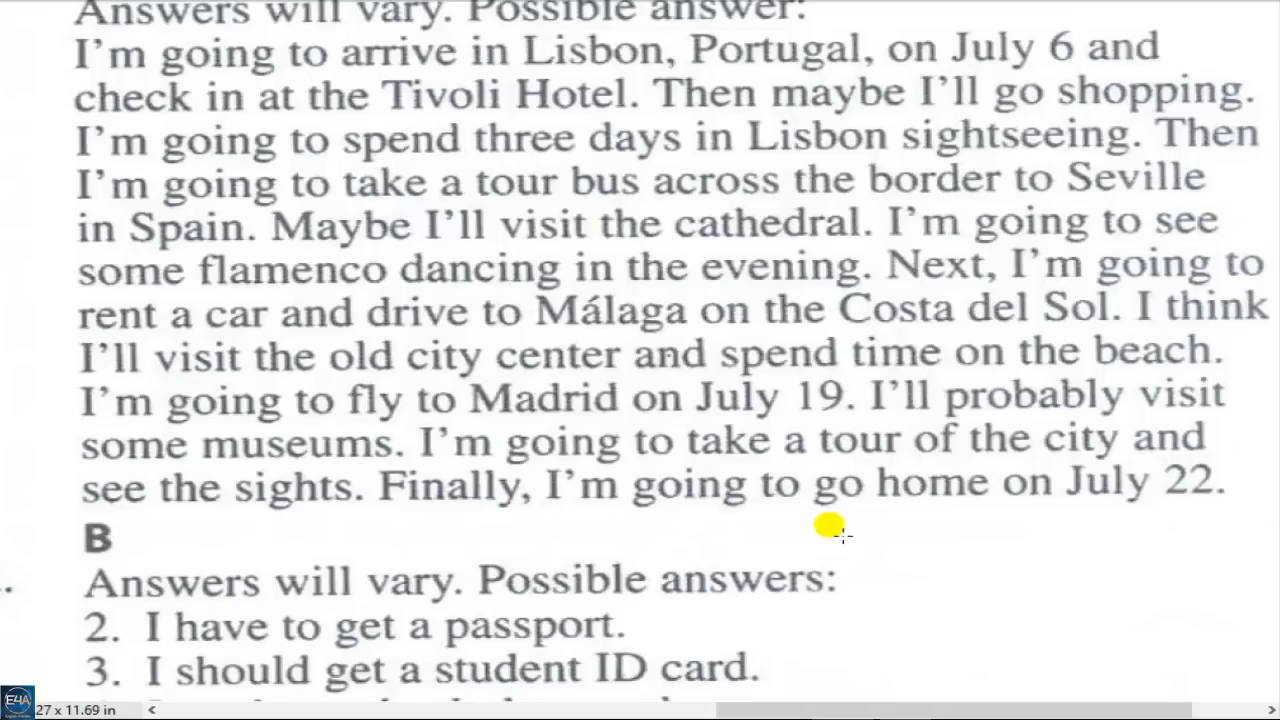 Answers will vary. Possible answer:
I'm going to arrive in Lisbon, Portugal, on July 6 and
check in at the Tivoli Hotel. Then maybe I'll go shopping.
I'm going to spend three days in Lisbon sightseeing. Then
I'm going to take a tour bus across the border to Seville
in Spain. Maybe I'll visit the cathedral. I'm going to see
some flamenco dancing in the evening. Next, I'm going to
rent a car and drive to Málaga on the Costa del Sol. I think
I'll visit the old city center and spend time on the beach.
I'm going to fly to Madrid on July 19. I'll probably visit
some museums. I'm going to take a tour of the city and
see the sights. Finally, I'm going to go home on July 22.
B
Answers will vary. Possible answers:
2. I have to get a passport.
3. I should get a student ID card.
E4A
27 x 11.69 in